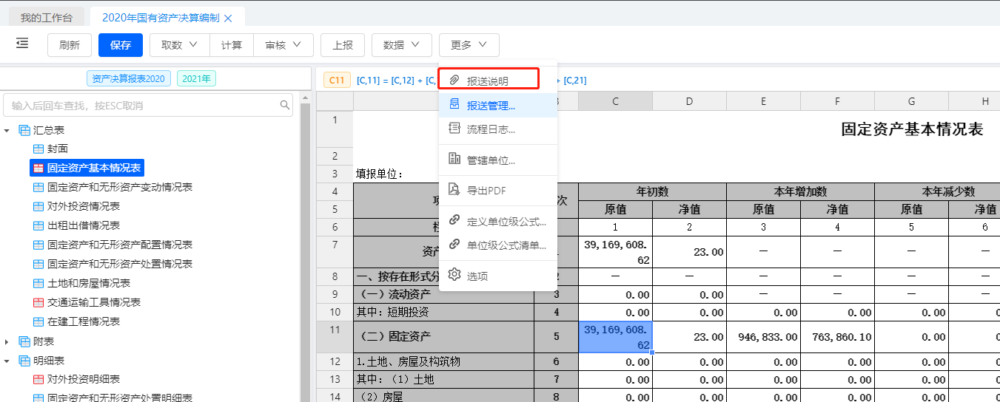 我的工作台 2020年国有资产决算编制
刷新 保存 取数 计算 审核 上报 数据 更多
资产决算报表2020 2021年
输入后回车查找，按ESC取消
汇总表
封面
固定资产基本情况表
固定资产和无形资产变动情况表
对外投资情况表
出租出借情况表
固定资产和无形资产配置情况表
固定资产和无形资产处置情况表
土地和房屋情况表
交通运输工具情况表
在建工程情况表
附表
明细表
对外投资明细表
固定资产和无形资产处置明细表
C11 [C,11] = [C,12] + [C, + [C,21]
报送说明
报送管理...
流程日志...
管辖单位...
导出PDF
定义单位级公式...
单位级公式清单...
选项
C D E F G H
1 固定资产基本情况表
2
3 填报单位：
4 年初数 本年增加数 本年减少数
项 次
5 原值 净值 原值 净值 原值 净值
6 栏 1 2 3 4 5 6
7 资产 1 39,169,608.62 23.00 — — — —
8 一、按存在形式分 2 — — — — — —
9 （一）流动资产 3 0.00 0.00 — — — —
10 其中：短期投资 4 0.00 0.00 0.00 0.00 0.00 0
11 （二）固定资产 5 39,169,608.62 23.00 946,833.00 763,860.10 0.00 0
12 1.土地、房屋及构筑物 6 0.00 0.00 0.00 0.00 0.00 0
13 其中：（1）土地 7 0.00 0.00 0.00 0.00 0.00 0
14 （2）房屋 8 0.00 0.00 0.00 0.00 0.00 0